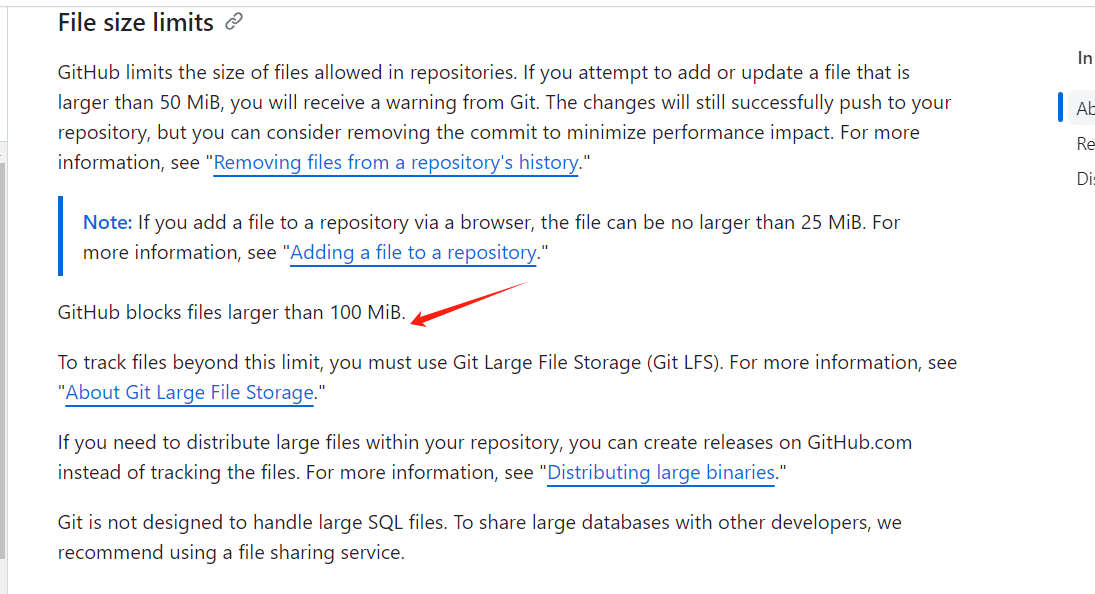 File size limits
GitHub limits the size of files allowed in repositories. If you attempt to add or update a file that is
larger than 50 MiB, you will receive a warning from Git. The changes will still successfully push to your
repository, but you can consider removing the commit to minimize performance impact. For more
information, see "Removing files from a repository's history."
Note: If you add a file to a repository via a browser, the file can be no larger than 25 MiB. For
more information, see "Adding a file to a repository."
GitHub blocks files larger than 100 MiB.
To track files beyond this limit, you must use Git Large File Storage (Git LFS). For more information, see
"About Git Large File Storage."
If you need to distribute large files within your repository, you can create releases on GitHub.com
instead of tracking the files. For more information, see "Distributing large binaries."
Git is not designed to handle large SQL files. To share large databases with other developers, we
recommend using a file sharing service.
In
Ab
Re